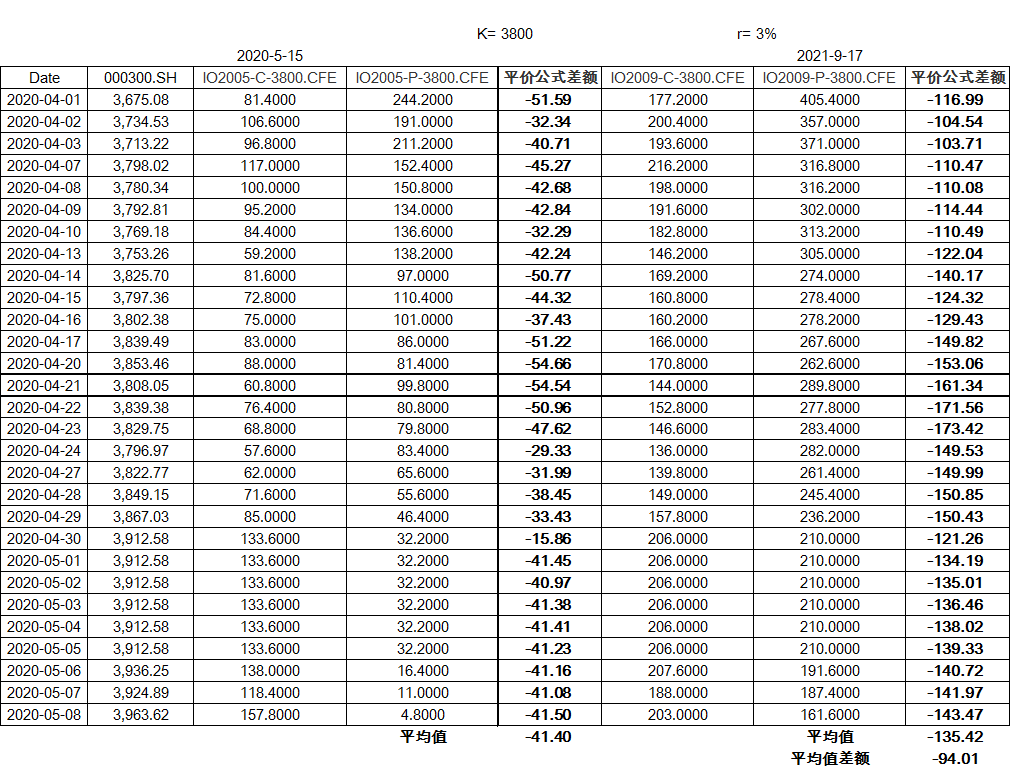 K= 3800 r= 3%
2020-5-15 2021-9-17
Date 000300.SH IO2005-C-3800.CFE IO2005-P-3800.CFE 平价公式差额 IO2009-C-3800.CFE IO2009-P-3800.CFE 平价公式差额
2020-04-01 3,675.08 81.4000 244.2000 -51.59 177.2000 405.4000 -116.99
2020-04-02 3,734.53 106.6000 191.0000 -32.34 200.4000 357.0000 -104.54
2020-04-03 3,713.22 96.8000 211.2000 -40.71 193.6000 371.0000 -103.71
2020-04-07 3,798.02 117.0000 152.4000 -45.27 216.2000 316.8000 -110.47
2020-04-08 3,780.34 100.0000 150.8000 -42.68 198.0000 316.2000 -110.08
2020-04-09 3,792.81 95.2000 134.0000 -42.84 191.6000 302.0000 -114.44
2020-04-10 3,769.18 84.4000 136.6000 -32.29 182.8000 313.2000 -110.49
2020-04-13 3,753.26 59.2000 138.2000 -42.24 146.2000 305.0000 -122.04
2020-04-14 3,825.70 81.6000 97.0000 -50.77 169.2000 274.0000 -140.17
2020-04-15 3,797.36 72.8000 110.4000 -44.32 160.8000 278.4000 -124.32
2020-04-16 3,802.38 75.0000 101.0000 -37.43 160.2000 278.2000 -129.43
2020-04-17 3,839.49 83.0000 86.0000 -51.22 166.0000 267.6000 -149.82
2020-04-20 3,853.46 88.0000 81.4000 -54.66 170.8000 262.6000 -153.06
2020-04-21 3,808.05 60.8000 99.8000 -54.54 144.0000 289.8000 -161.34
2020-04-22 3,839.38 76.4000 80.8000 -50.96 152.8000 277.8000 -171.56
2020-04-23 3,829.75 68.8000 79.8000 -47.62 146.6000 283.4000 -173.42
2020-04-24 3,796.97 57.6000 83.4000 -29.33 136.0000 282.0000 -149.53
2020-04-27 3,822.77 62.0000 65.6000 -31.99 139.8000 261.4000 -149.99
2020-04-28 3,849.15 71.6000 55.6000 -38.45 149.0000 245.4000 -150.85
2020-04-29 3,867.03 85.0000 46.4000 -33.43 157.8000 236.2000 -150.43
2020-04-30 3,912.58 133.6000 32.2000 -15.86 206.0000 210.0000 -121.26
2020-05-01 3,912.58 133.6000 32.2000 -41.45 206.0000 210.0000 -134.19
2020-05-02 3,912.58 133.6000 32.2000 -40.97 206.0000 210.0000 -135.01
2020-05-03 3,912.58 133.6000 32.2000 -41.38 206.0000 210.0000 -136.46
2020-05-04 3,912.58 133.6000 32.2000 -41.41 206.0000 210.0000 -138.02
2020-05-05 3,912.58 133.6000 32.2000 -41.23 206.0000 210.0000 -139.33
2020-05-06 3,936.25 138.0000 16.4000 -41.16 207.6000 191.6000 -140.72
2020-05-07 3,924.89 118.4000 11.0000 -41.08 188.0000 187.4000 -141.97
2020-05-08 3,963.62 157.8000 4.8000 -41.50 203.0000 161.6000 -143.47
平均值 -41.40 平均值 -135.42
平均值差额 -94.01